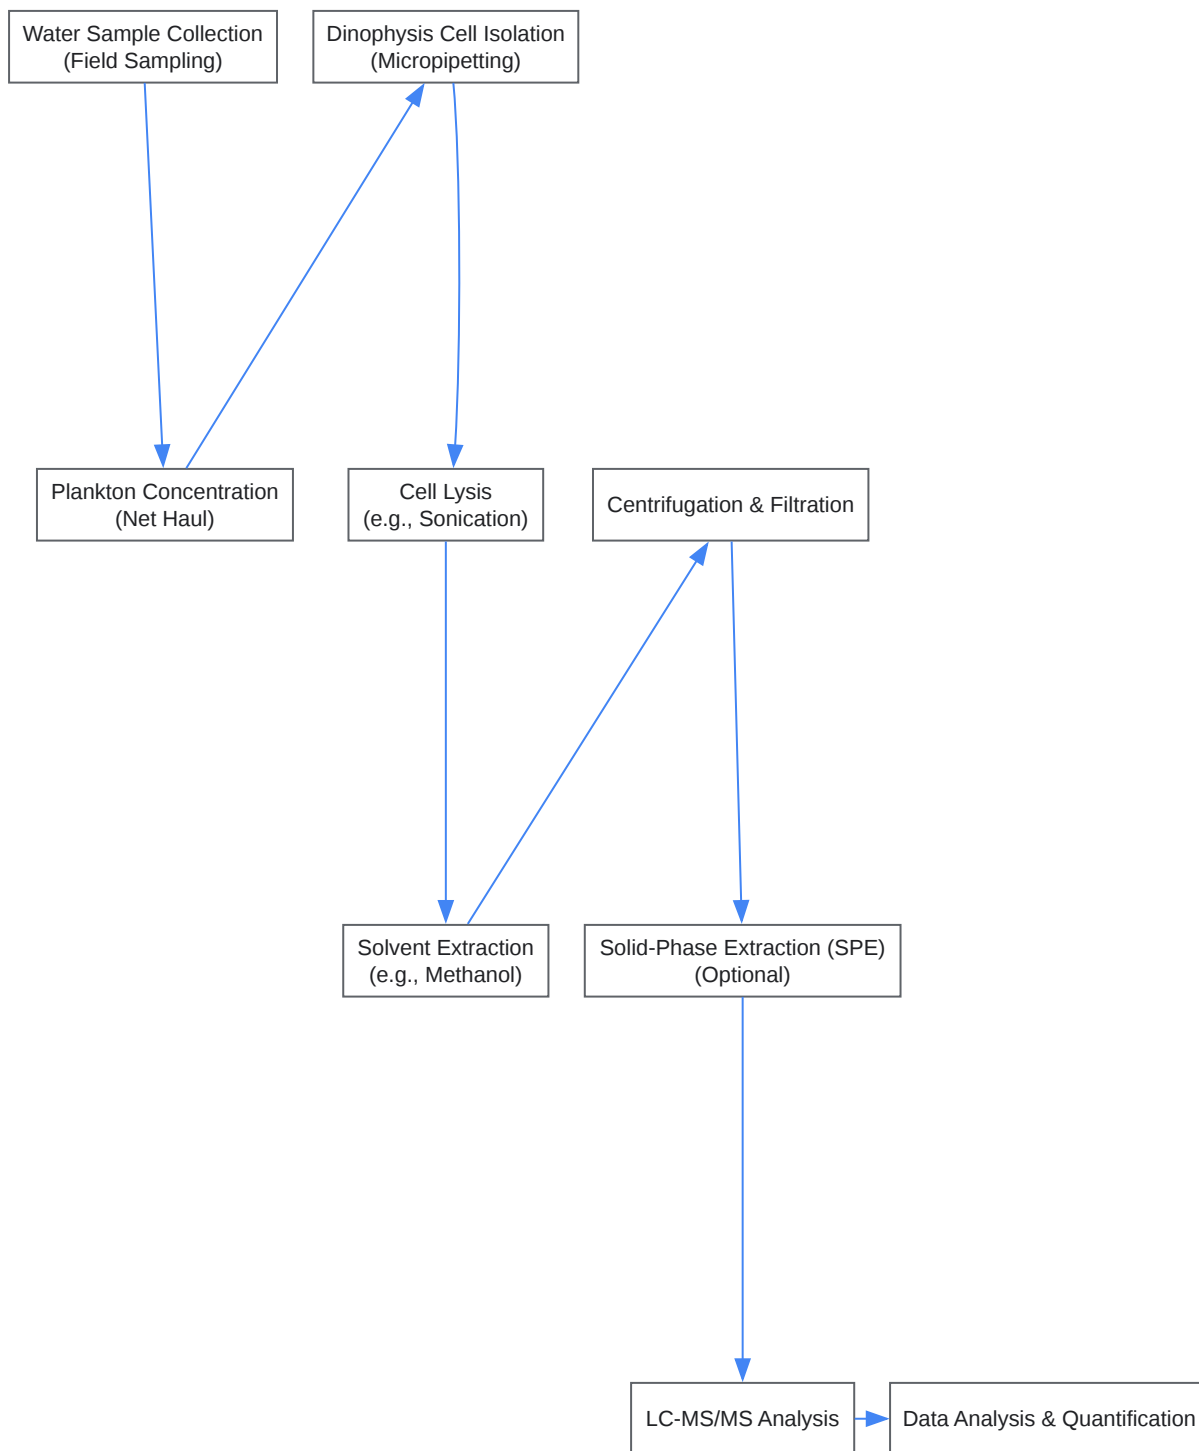 Water Sample Collection
(Field Sampling)
Dinophysis Cell Isolation
(Micropipetting)
Plankton Concentration
(Net Haul)
Cell Lysis
(e.g., Sonication)
Centrifugation & Filtration
Solvent Extraction
(e.g., Methanol)
Solid-Phase Extraction (SPE)
(Optional)
LC-MS/MS Analysis
Data Analysis & Quantification